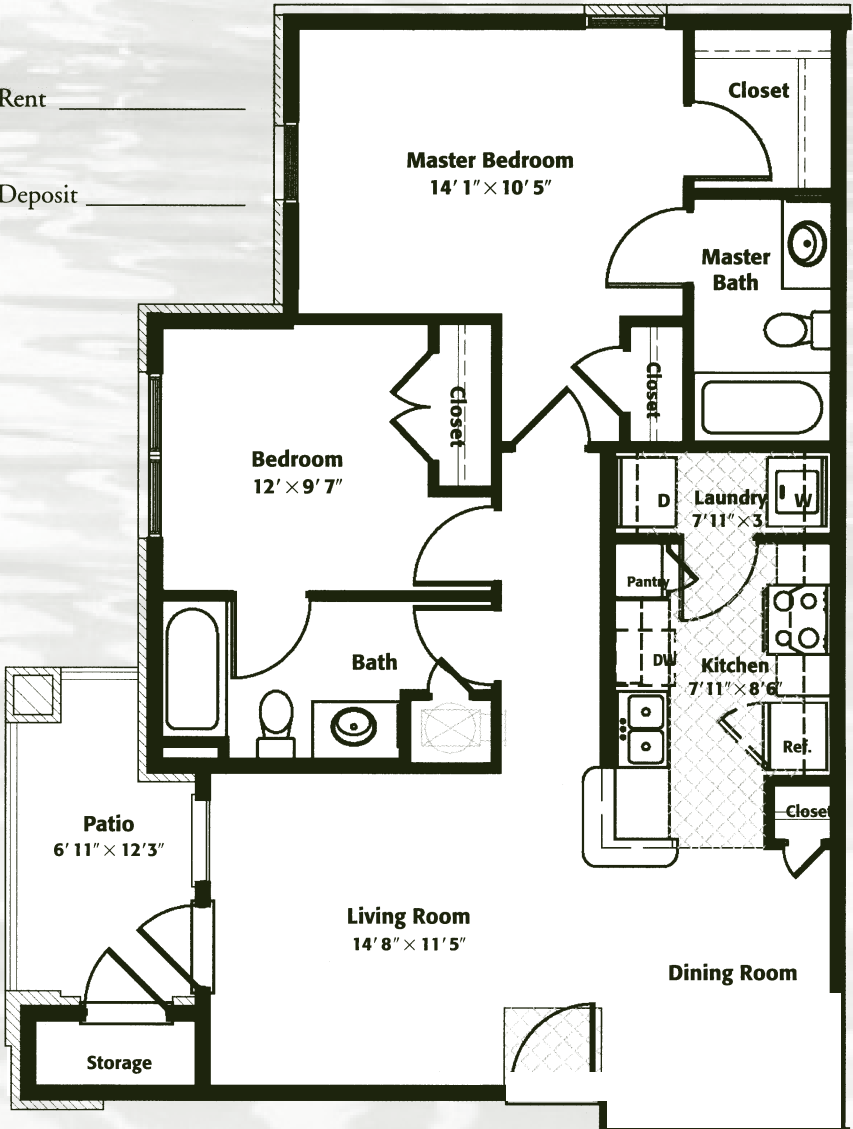 Closet
Rent
Master Bedroom
14' 1" × 10' 5"
Deposit
Master
Bath
Closet
Closet
Bedroom
12' × 9' 7"
D
Laundry
W
7'11" × 3
Pantry
DW
Kitchen
7'11" × 8'6"
Bath
Ref.
Closet
Patio
6' 11" × 12'3"
Living Room
14' 8" × 11'5"
Dining Room
Storage